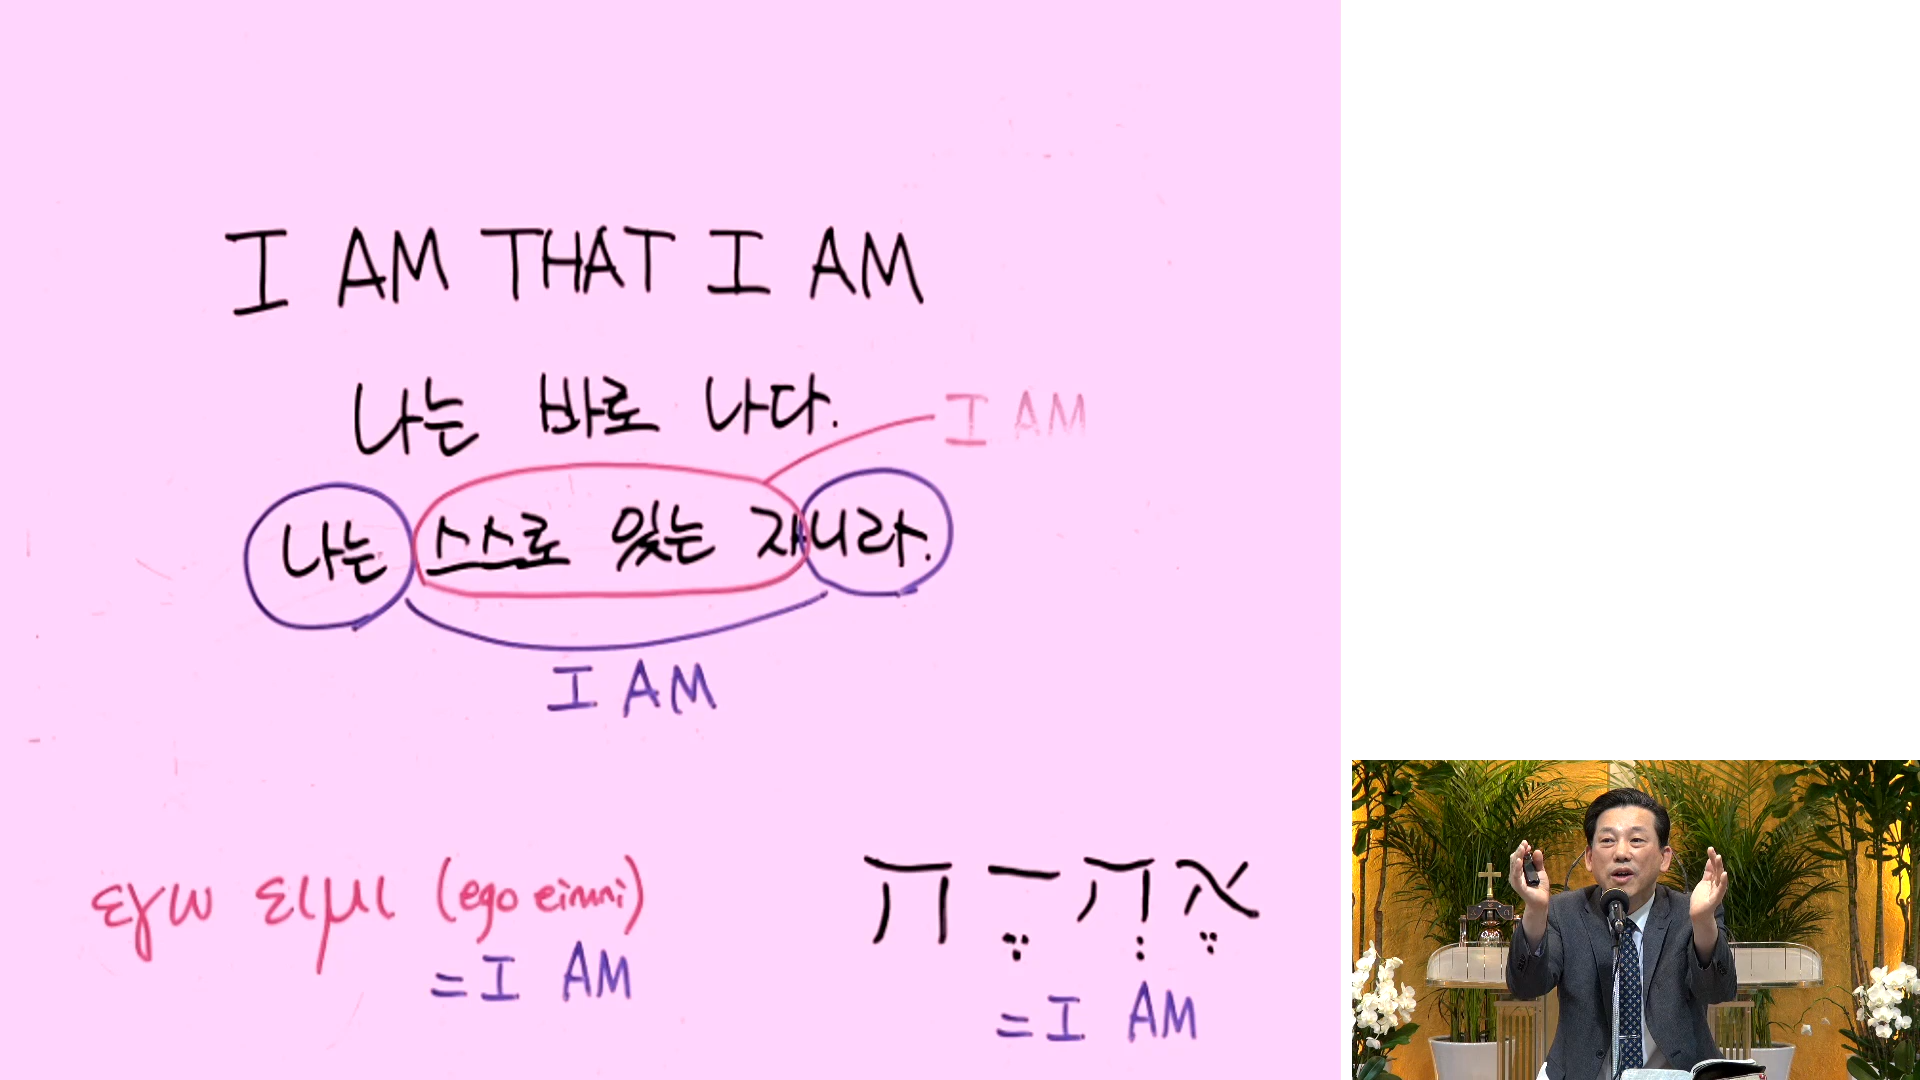 I AM THAT I AM
나는 바로 나다.
I AM
나는 스스로 있는 자니라.
I AM
εγω ειμι (ego eimi)
= I AM
אֶהְיֶה
= I AM